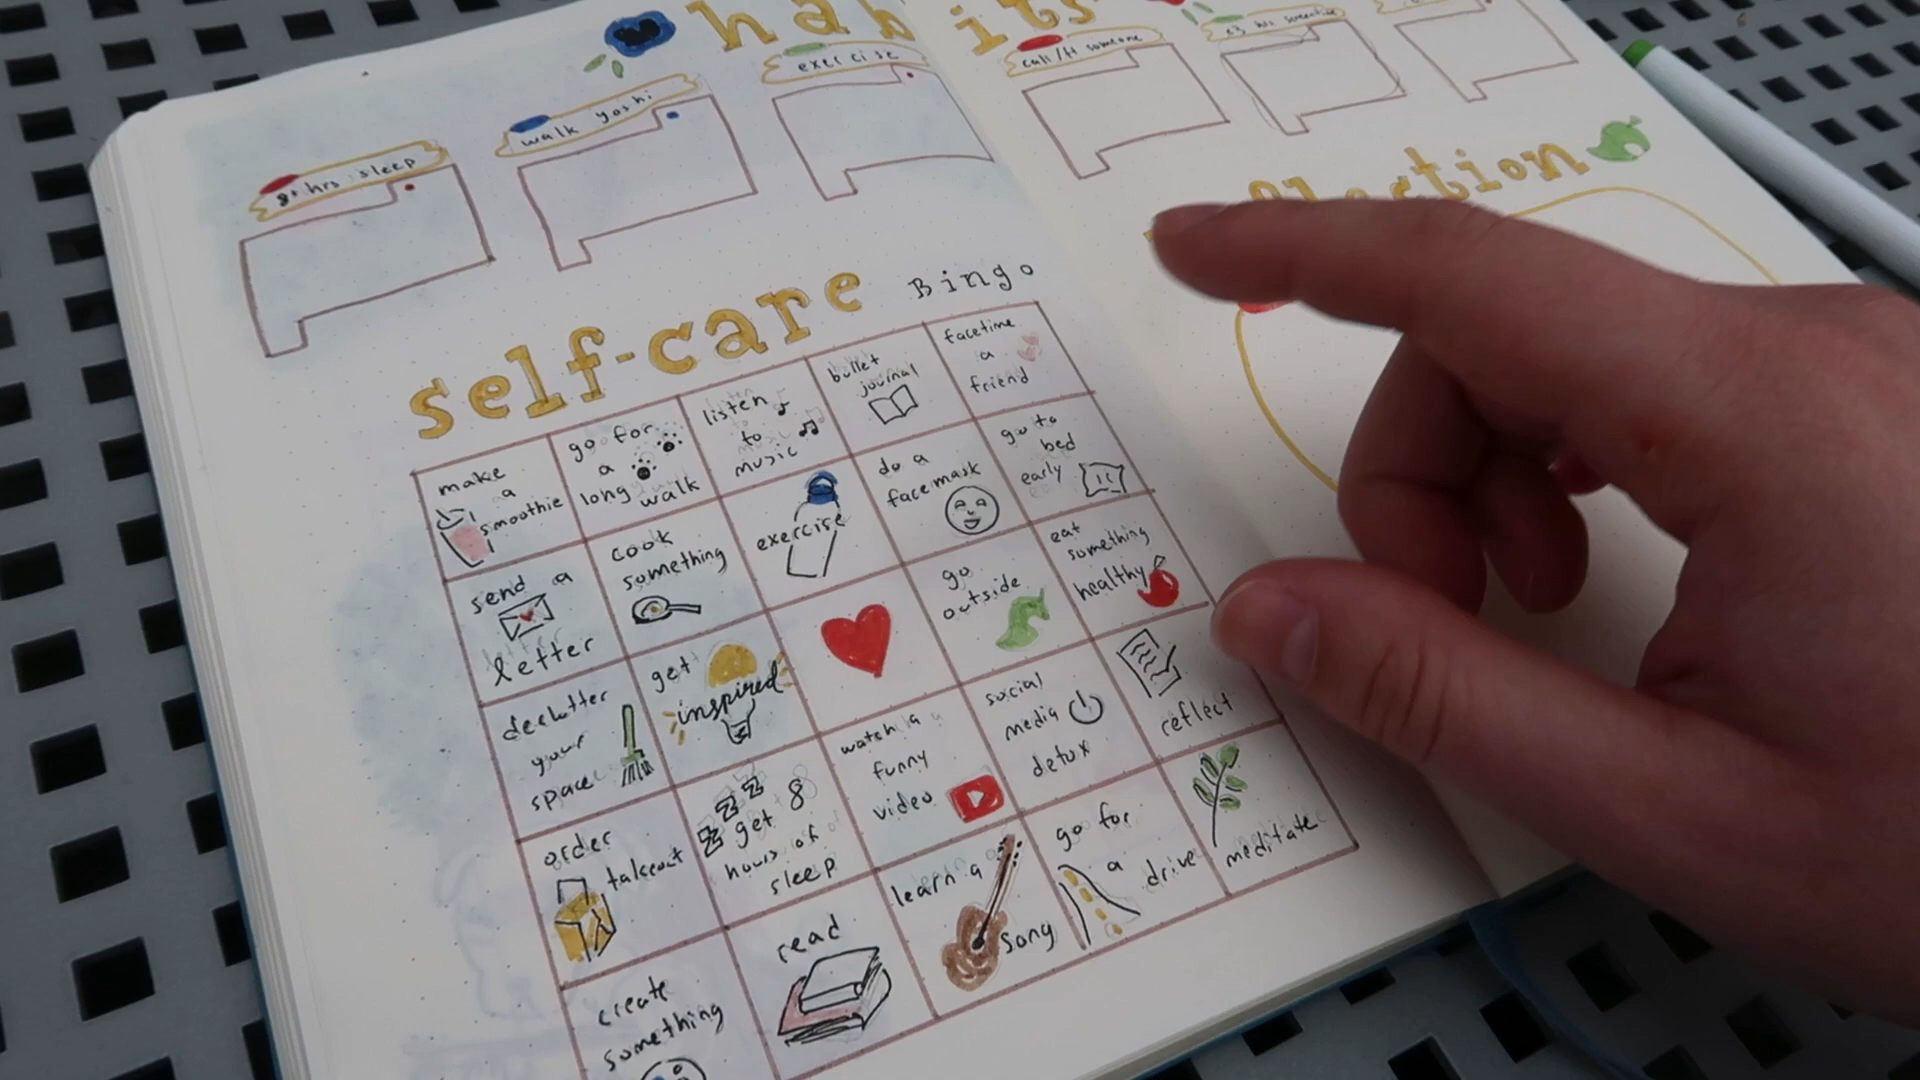 habits
8+ hrs sleep
walk yoshi
exercise
call/ft someone
self-care Bingo
make
a
smoothie
go for
a
long walk
listen
to
music
bullet
journal
facetime
a
friend
send a
letter
cook
something
exercise
do a
facemask
go to
bed
early
declutter
your
space
get
inspired
go
outside
eat
something
healthy
order
takeout
get 8
hours of
sleep
watch a
funny
video
social
media
detox
reflect
create
something
read
learn a
song
go for
a drive
meditate